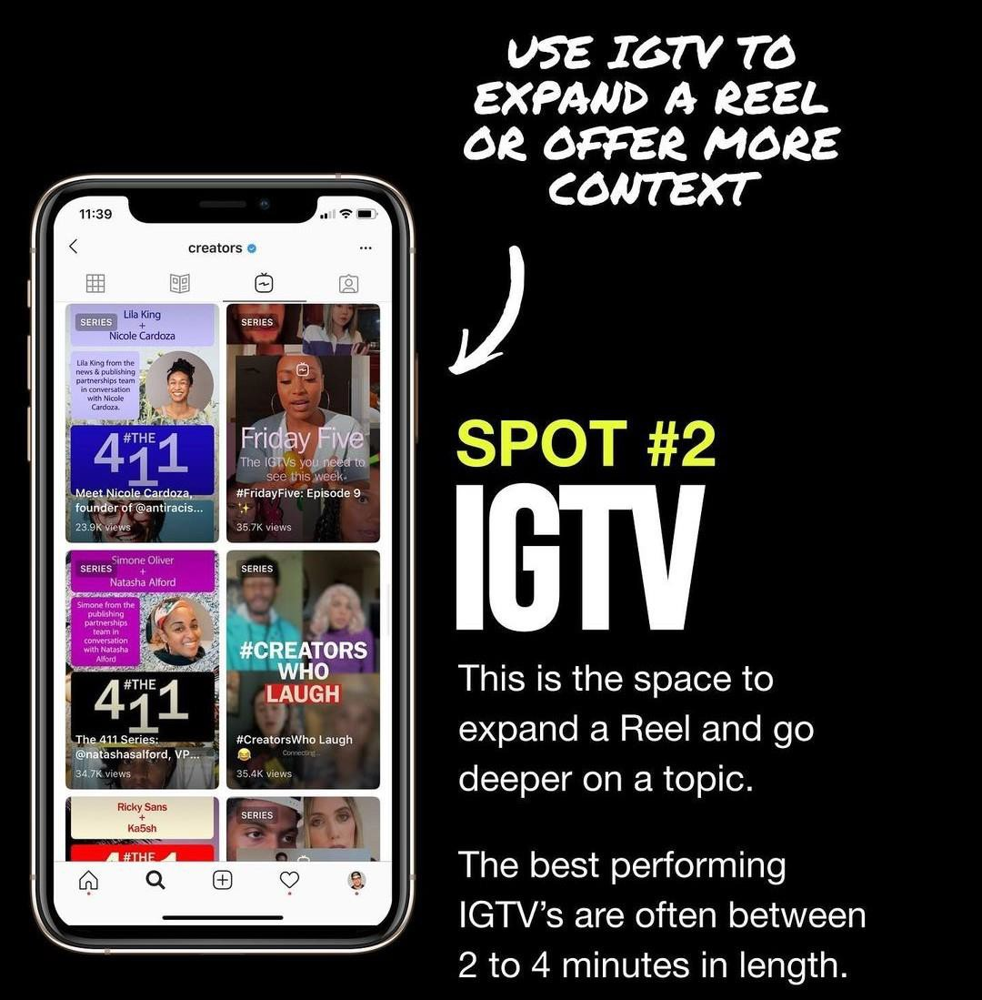 USE IGTV TO
EXPAND A REEL
OR OFFER MORE
CONTEXT
11:39
creators
SERIES
Lila King
+
Nicole Cardoza
Lila King from the
news & publishing
partnerships team
in conversation
with Nicole
Cardoza.
#THE
411
Meet Nicole Cardoza,
founder of @antiracis...
23.9K views
SERIES
Friday Five
The IGTVs you need to
see this week
#FridayFive: Episode 9
✨
35.7K views
SERIES
Simone Oliver
+
Natasha Alford
Simone from the
publishing
partnerships
team in
conversation
with Natasha
Alford
#THE
411
The 411 Series:
@natashasalford, VP...
34.7K views
SERIES
#CREATORS
WHO
LAUGH
#CreatorsWho Laugh
😂
Connecting...
35.4K views
Ricky Sans
+
Ka5sh
#THE
411
SERIES
SPOT #2
IGTV
This is the space to
expand a Reel and go
deeper on a topic.
The best performing
IGTV’s are often between
2 to 4 minutes in length.